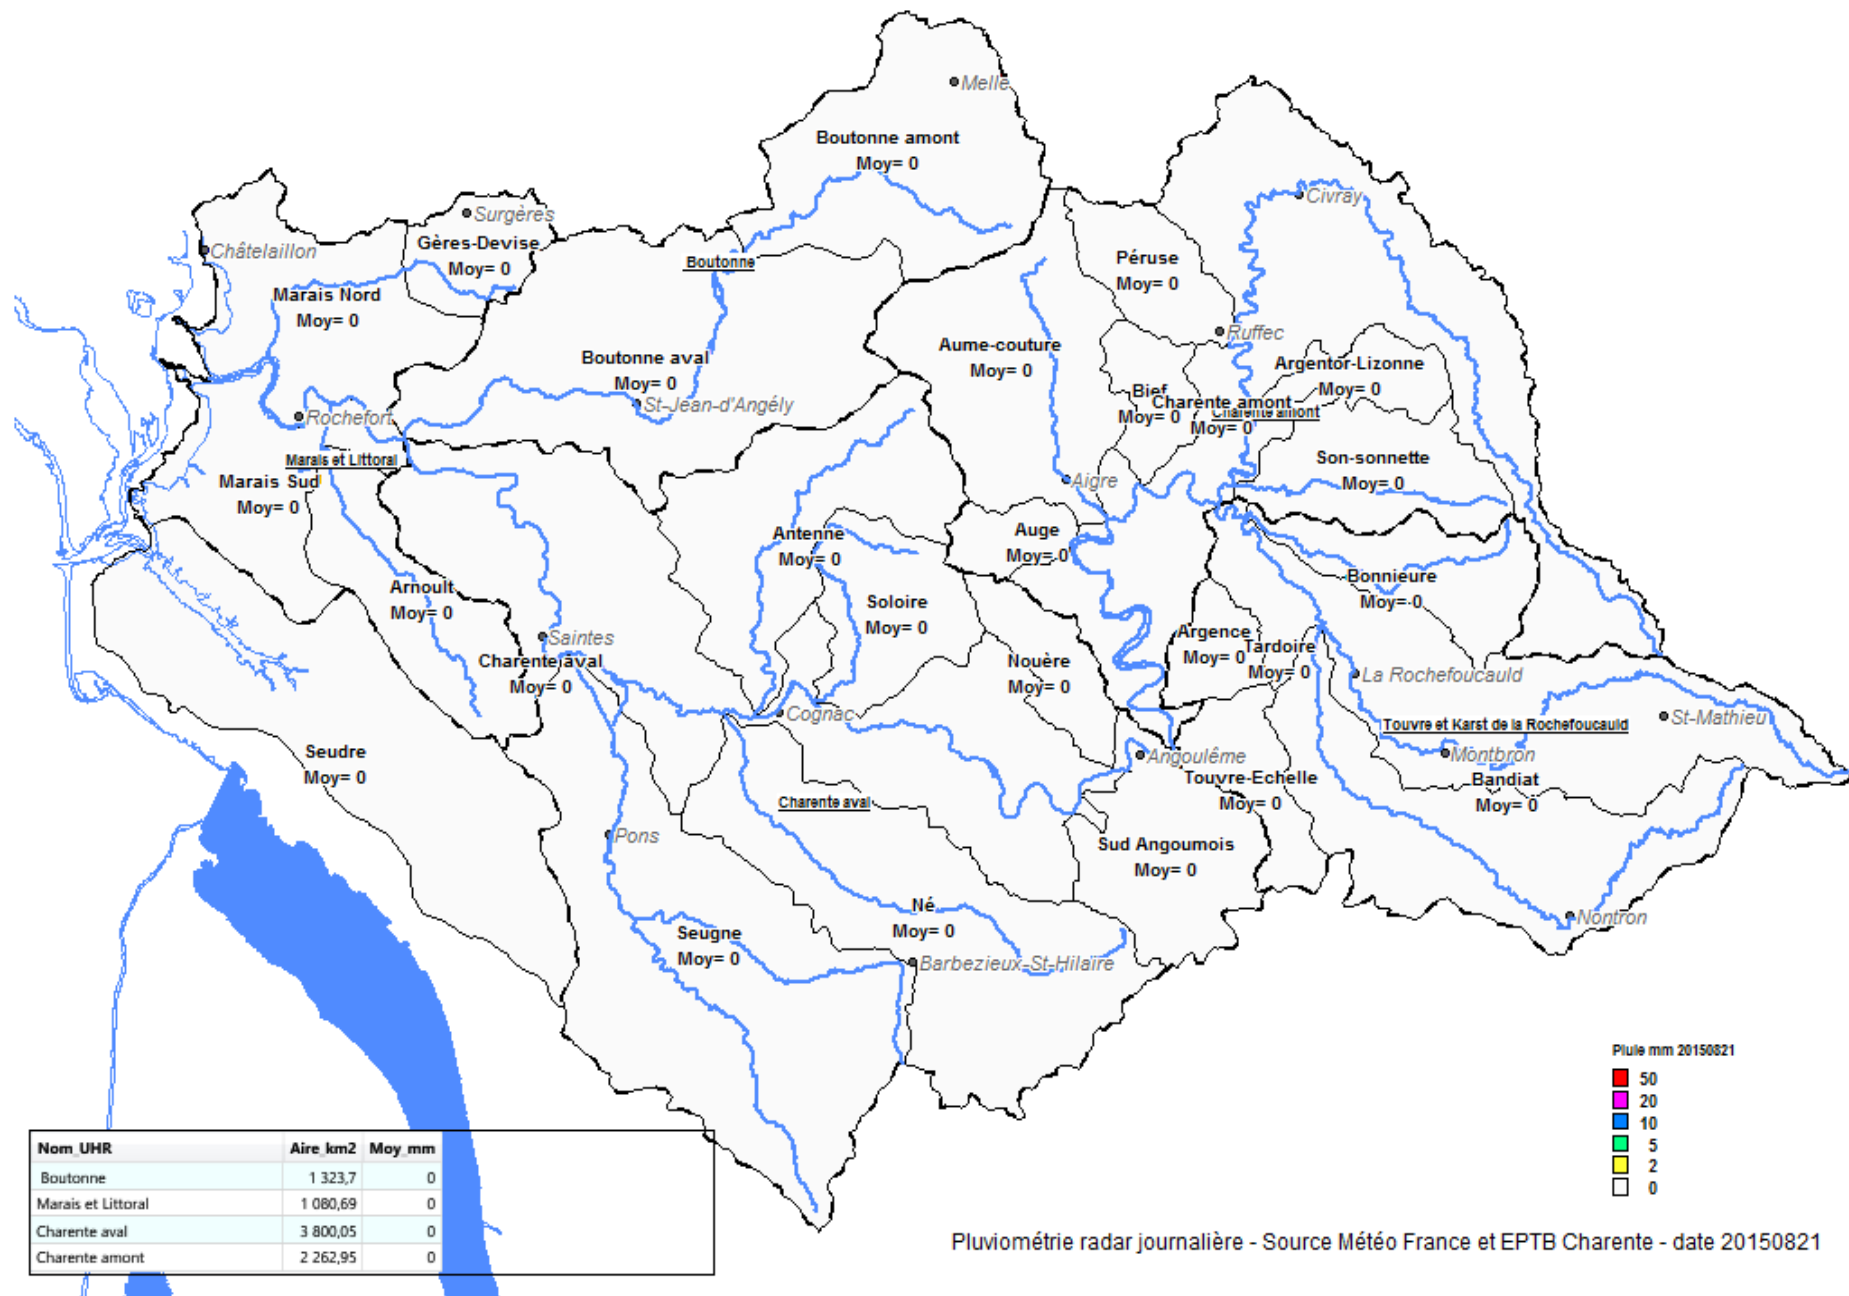 Melle
Boutonne amont
Moy= 0
Civray
Surgères
Gères-Devise
Moy= 0
Châtelaillon
Boutonne
Péruse
Moy= 0
Marais Nord
Moy= 0
Ruffec
Aume-couture
Moy= 0
Boutonne aval
Moy= 0
Argentor-Lizonne
Moy= 0
Bief
Moy= 0
Charente amont
Charente amont
Moy= 0
St-Jean-d'Angély
Rochefort
Marais et Littoral
Marais Sud
Moy= 0
Son-sonnette
Moy= 0
Aigre
Antenne
Moy= 0
Auge
Moy= 0
Arnoult
Moy= 0
Bonnieure
Moy= 0
Soloire
Moy= 0
Saintes
Argence
Moy= 0
Tardoire
Moy= 0
Charente aval
Moy= 0
Nouère
Moy= 0
La Rochefoucauld
Cognac
Touvre et Karst de la Rochefoucauld
St-Mathieu
Seudre
Moy= 0
Angoulême
Montbron
Touvre-Echelle
Moy= 0
Bandiat
Moy= 0
Charente aval
Pons
Sud Angoumois
Moy= 0
Né
Moy= 0
Nontron
Seugne
Moy= 0
Barbezieux-St-Hilaire
Pluie mm 20150821
50
20
10
5
2
0
Nom_UHR Aire_km2 Moy_mm
Boutonne 1 323,7 0
Marais et Littoral 1 080,69 0
Charente aval 3 800,05 0
Charente amont 2 262,95 0
Pluviométrie radar journalière - Source Météo France et EPTB Charente - date 20150821